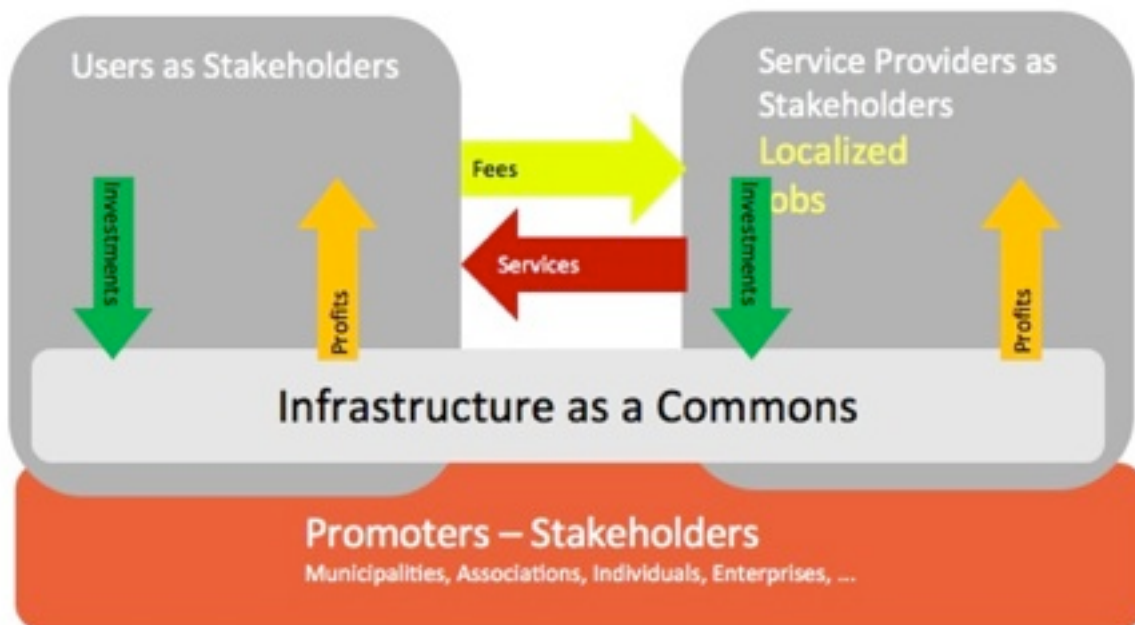 Users as Stakeholders
Service Providers as
Stakeholders
Localized
jobs
Fees
Services
Investments
Profits
Investments
Profits
Infrastructure as a Commons
Promoters – Stakeholders
Municipalities, Associations, Individuals, Enterprises, ...